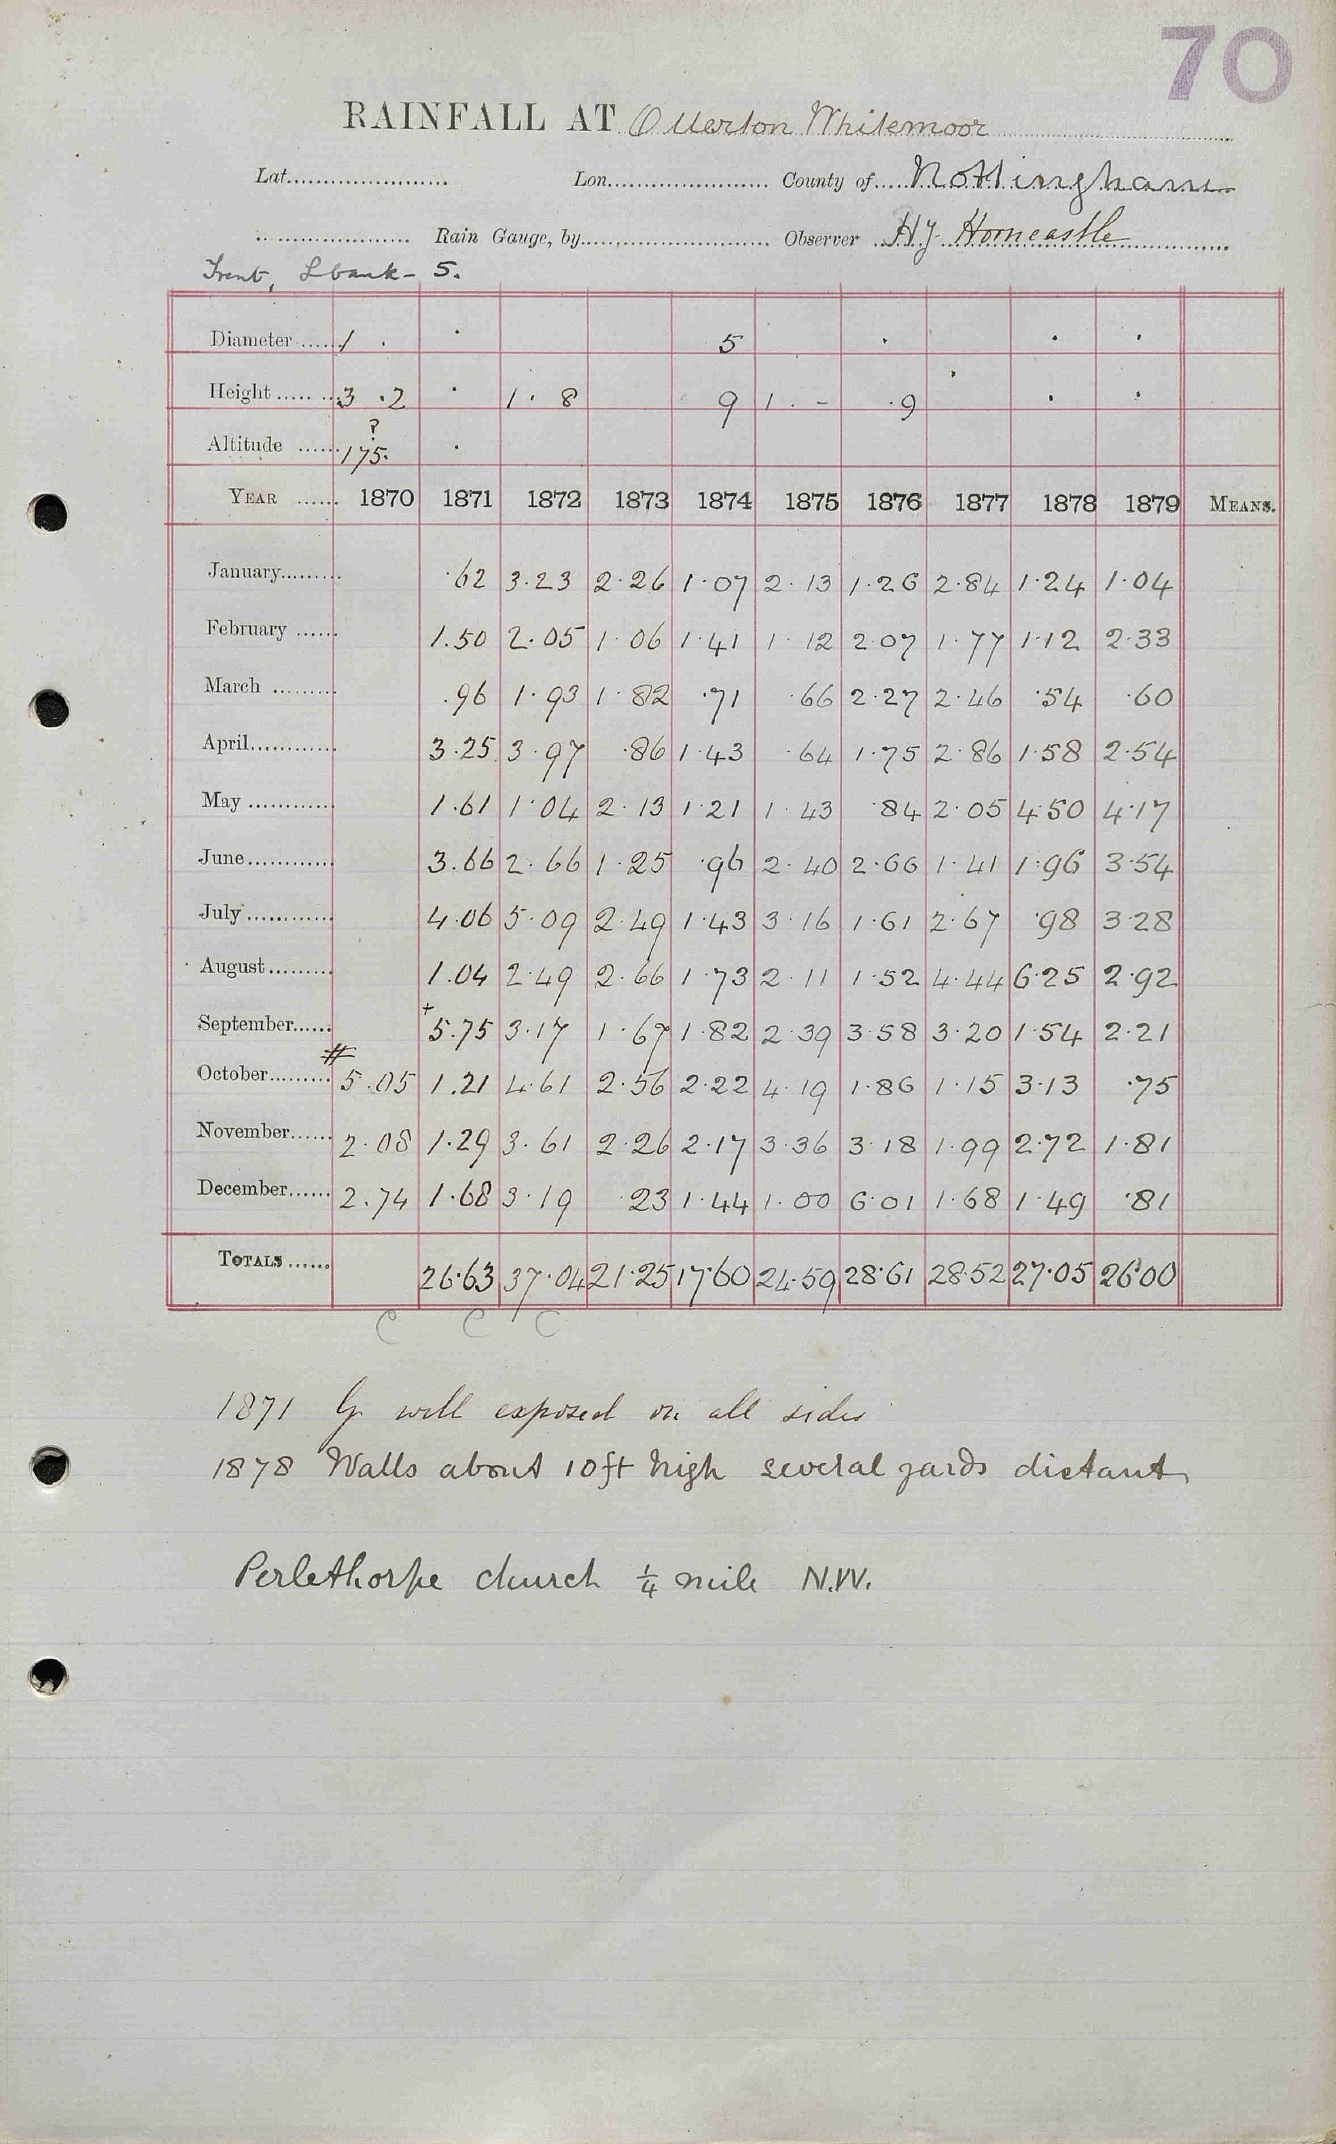 70
RAINFALL AT Ollerton Whitemoor
Lat. Lon. County of Nottingham
Rain Gauge, by Observer Hy Horncastle
Trent, L bank - 5.
Diameter 1 . . 5 . . .
Height 3 .2 . 1. 8 9 1. - .9 . . .
Altitude ? 175. .
YEAR 1870 1871 1872 1873 1874 1875 1876 1877 1878 1879 MEANS.
January .62 3.23 2.26 1.07 2.13 1.26 2.84 1.24 1.04
February 1.50 2.05 1.06 1.41 1.12 2.07 1.77 1.12 2.33
March .96 1.93 1.82 .71 .66 2.27 2.46 .54 .60
April 3.25 3.97 .86 1.43 .64 1.75 2.86 1.58 2.54
May 1.61 1.04 2.13 1.21 1.43 .84 2.05 4.50 4.17
June 3.66 2.66 1.25 .96 2.40 2.66 1.41 1.96 3.54
July 4.06 5.09 2.49 1.43 3.16 1.61 2.67 .98 3.28
August 1.04 2.49 2.66 1.73 2.11 1.52 4.44 6.25 2.92
September + 5.75 3.17 1.67 1.82 2.39 3.58 3.20 1.54 2.21
October # 5.05 1.21 4.61 2.56 2.22 4.19 1.86 1.15 3.13 .75
November 2.08 1.29 3.61 2.26 2.17 3.36 3.18 1.99 2.72 1.81
December 2.74 1.68 3.19 .23 1.44 1.00 6.01 1.68 1.49 .81
TOTALS 26.63 37.04 21.25 17.60 24.59 28.61 28.52 27.05 26.00
C C C
1871 G well exposed on all sides
1878 Walls about 10ft high several yards distant
Perlethorpe church ¼ mile N.W.